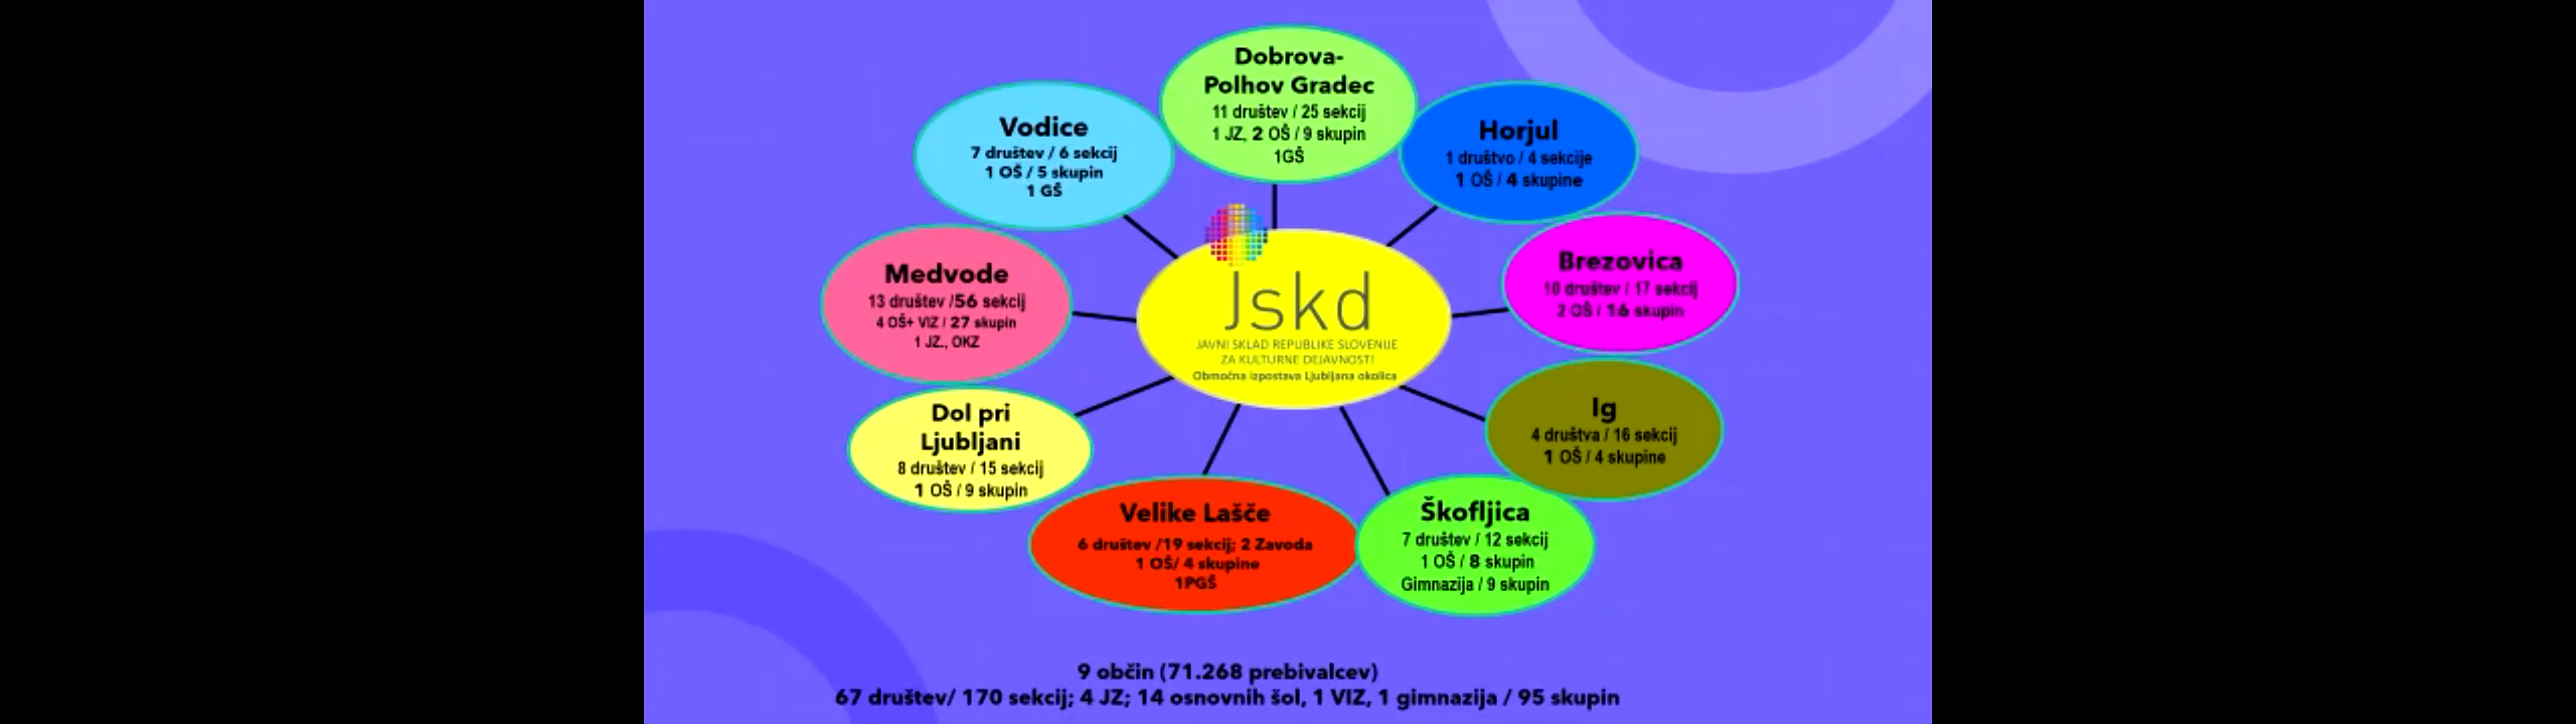 Dobrova-
Polhov Gradec
11 društev / 25 sekcij
1 JZ, 2 OŠ / 9 skupin
1GŠ
Vodice
7 društev / 6 sekcij
1 OŠ / 5 skupin
1 GŠ
Horjul
1 društvo / 4 sekcije
1 OŠ / 4 skupine
Medvode
13 društev /56 sekcij
4 OŠ+ VIZ / 27 skupin
1 JZ., OKZ
Brezovica
10 društev / 17 sekcij
2 OŠ / 16 skupin
Jskd
JAVNI SKLAD REPUBLIKE SLOVENIJE
ZA KULTURNE DEJAVNOSTI
Območna izpostava Ljubljana okolica
Dol pri
Ljubljani
8 društev / 15 sekcij
1 OŠ / 9 skupin
Ig
4 društva / 16 sekcij
1 OŠ / 4 skupine
Velike Lašče
6 društev /19 sekcij; 2 Zavoda
1 OŠ/ 4 skupine
1PGŠ
Škofljica
7 društev / 12 sekcij
1 OŠ / 8 skupin
Gimnazija / 9 skupin
9 občin (71.268 prebivalcev)
67 društev/ 170 sekcij; 4 JZ; 14 osnovnih šol, 1 VIZ, 1 gimnazija / 95 skupin